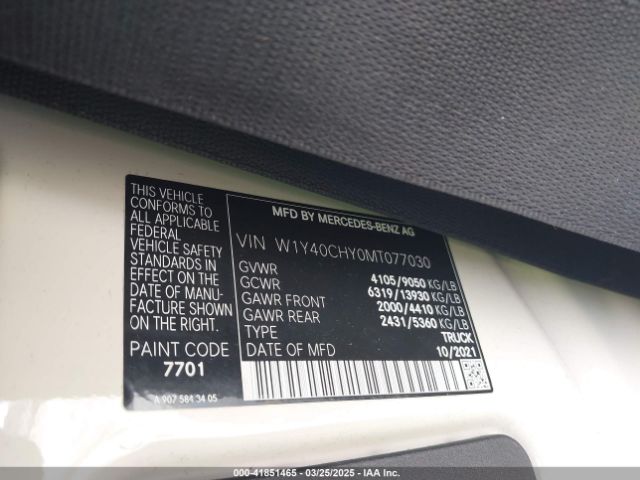 THIS VEHICLE
CONFORMS TO
ALL APPLICABLE
FEDERAL
VEHICLE SAFETY
STANDARDS IN
EFFECT ON THE
DATE OF MANU-
FACTURE SHOWN
ON THE RIGHT.
PAINT CODE
7701
A 907 584 34 05
MFD BY MERCEDES-BENZ AG
VIN W1Y40CHY0MT077030
GVWR 4105/9050 KG/LB
GCWR 6319/13930 KG/LB
GAWR FRONT 2000/4410 KG/LB
GAWR REAR 2431/5360 KG/LB
TYPE TRUCK
DATE OF MFD 10/2021
000-41851465 - 03/25/2025 - IAA Inc.